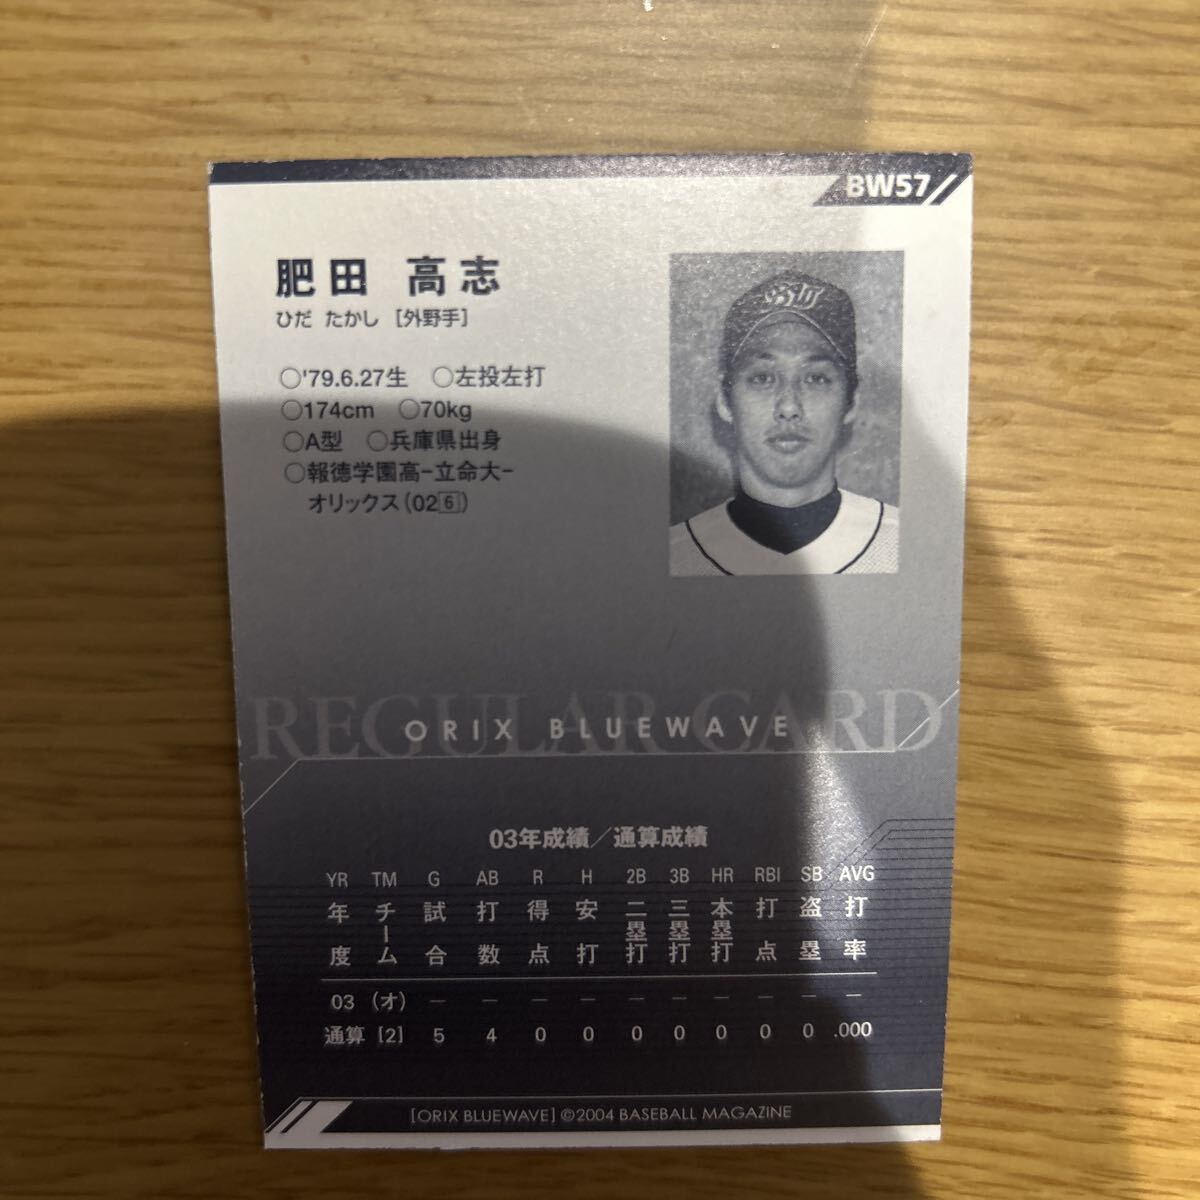 BW57
肥田 高志
ひだ たかし [外野手]
○'79.6.27生 ○左投左打
○174cm ○70kg
○A型 ○兵庫県出身
○報徳学園高−立命大−
オリックス(02[6])
REGULAR CARD
ORIX BLUEWAVE
03年成績／通算成績
YR TM G AB R H 2B 3B HR RBI SB AVG
年度 チーム 試合 打数 得点 安打 二塁打 三塁打 本塁打 打点 盗塁 打率
03 (オ) − − − − − − − − − −
通算 [2] 5 4 0 0 0 0 0 0 0 .000
[ORIX BLUEWAVE] ©2004 BASEBALL MAGAZINE